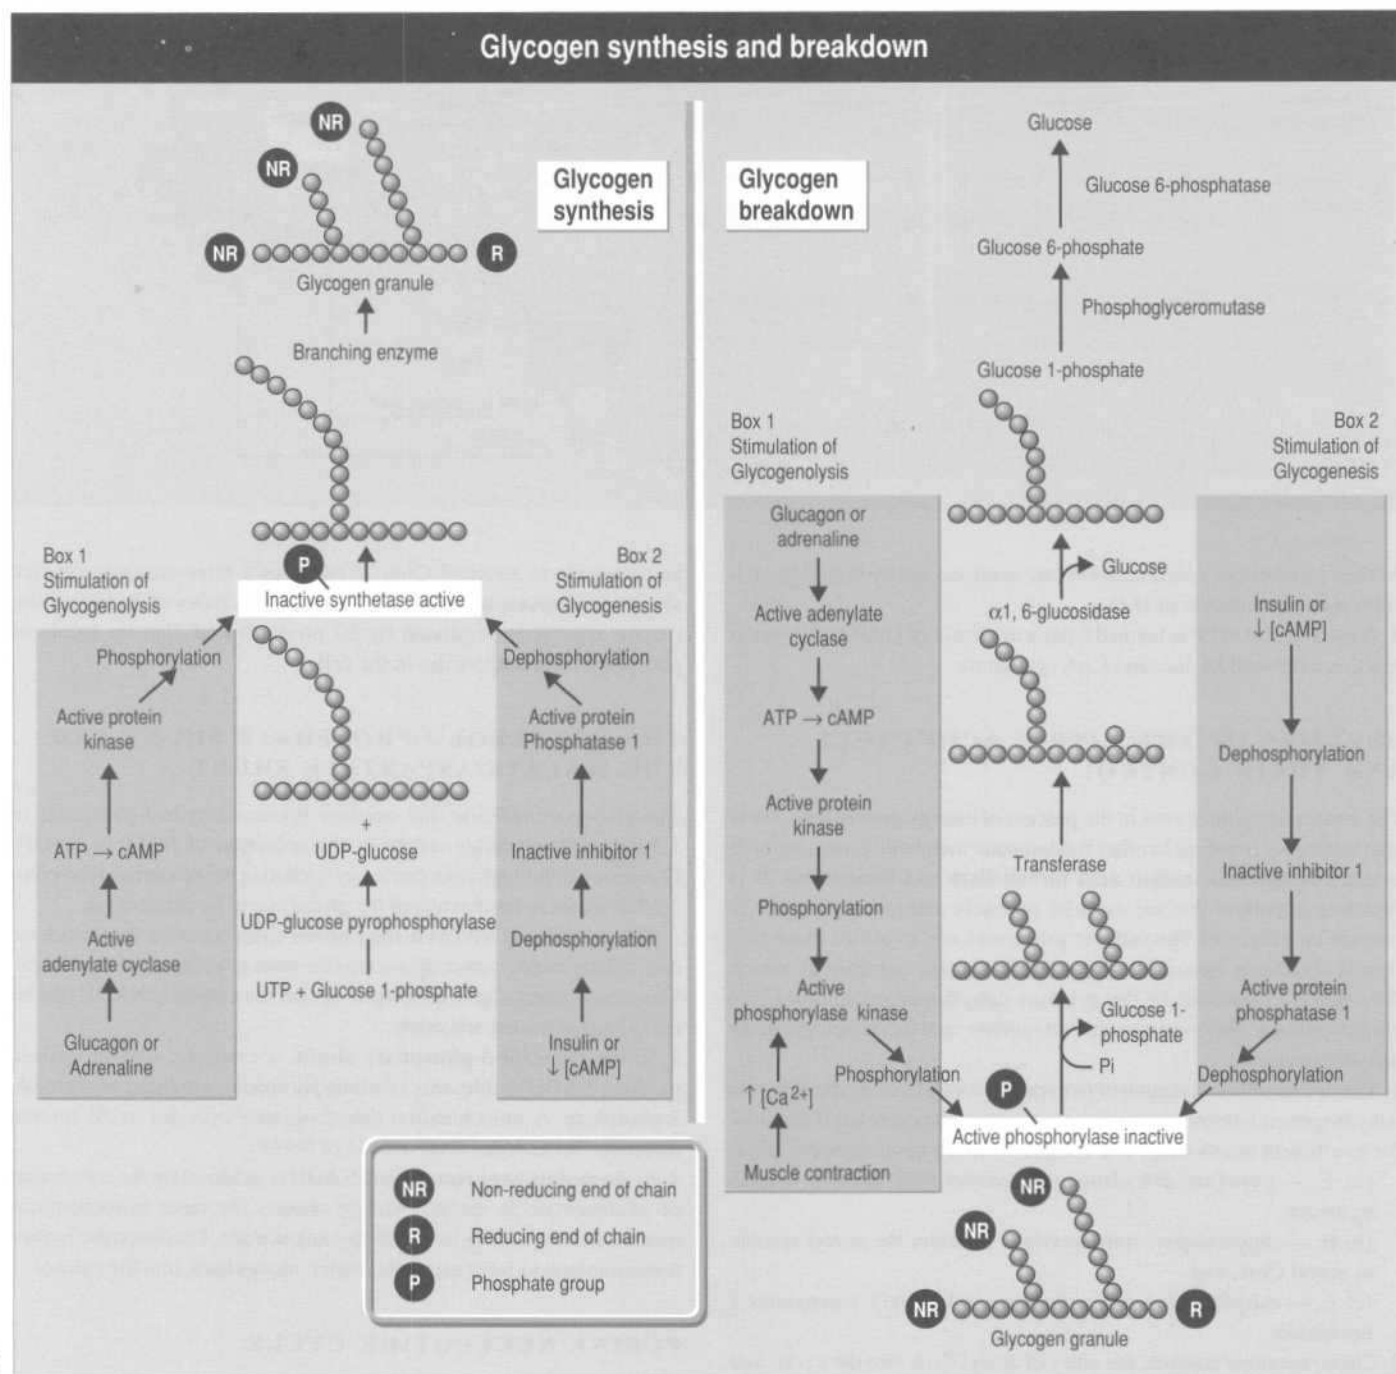 Glycogen synthesis and breakdown
NR
NR
NR
R
Glycogen granule
Branching enzyme
Glycogen
synthesis
Box 1
Stimulation of
Glycogenolysis
P
Inactive synthetase active
Box 2
Stimulation of
Glycogenesis
Phosphorylation
Active protein
kinase
ATP → cAMP
Active
adenylate cyclase
Glucagon or
Adrenaline
+
UDP-glucose
UDP-glucose pyrophosphorylase
UTP + Glucose 1-phosphate
Dephosphorylation
Active protein
Phosphatase 1
Inactive inhibitor 1
Dephosphorylation
Insulin or
↓ [cAMP]
Glycogen
breakdown
Glucose
Glucose 6-phosphatase
Glucose 6-phosphate
Phosphoglyceromutase
Glucose 1-phosphate
Box 1
Stimulation of
Glycogenolysis
Glucagon or
adrenaline
Active adenylate
cyclase
ATP → cAMP
Active protein
kinase
Phosphorylation
Active
phosphorylase kinase
Phosphorylation
↑ [Ca2+]
Muscle contraction
Glucose
α1, 6-glucosidase
Transferase
Glucose 1-
phosphate
Pi
P
Active phosphorylase inactive
Box 2
Stimulation of
Glycogenesis
Insulin or
↓ [cAMP]
Dephosphorylation
Inactive inhibitor 1
Active protein
phosphatase 1
Dephosphorylation
NR
NR
NR
R
Glycogen granule
NR Non-reducing end of chain
R Reducing end of chain
P Phosphate group